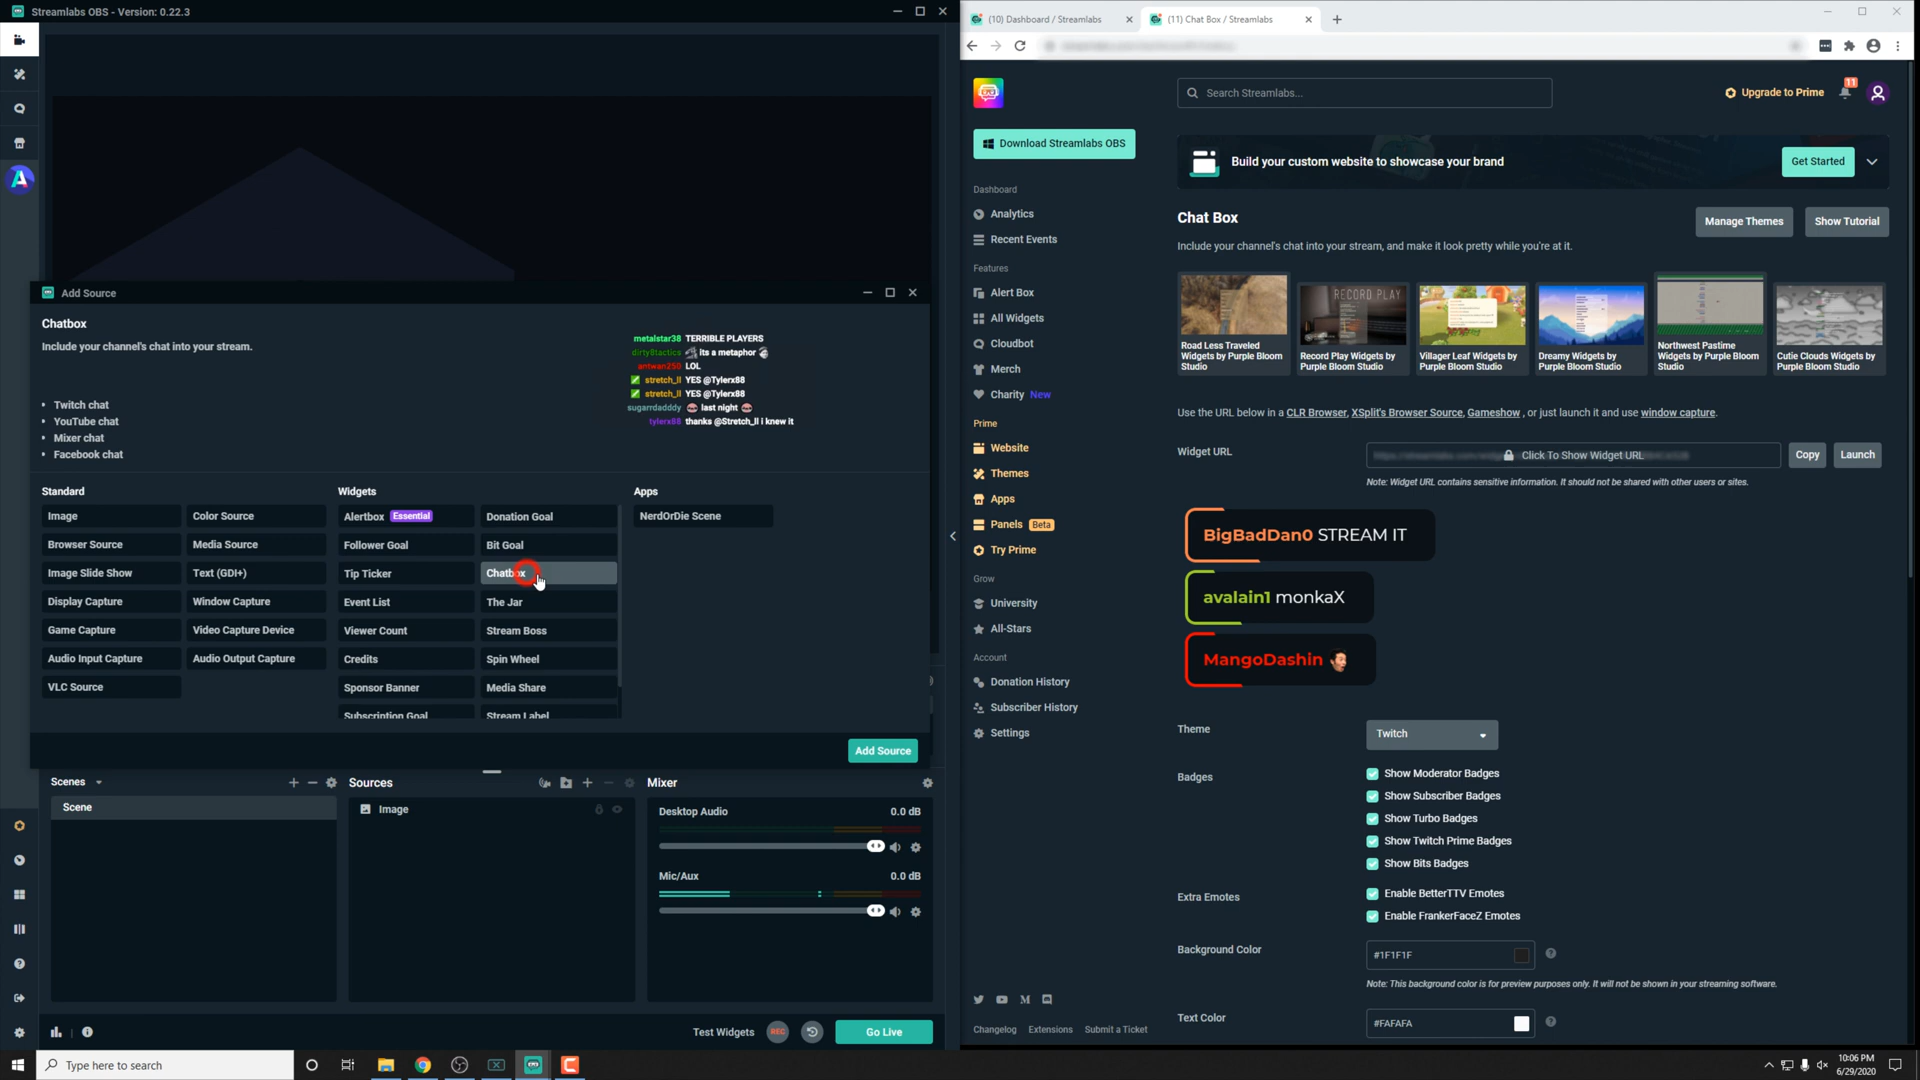 Streamlabs OBS - Version: 0.22.3
Add Source
Chatbox
Include your channel's chat into your stream.
Twitch chat
YouTube chat
Mixer chat
Facebook chat
metalstar38 TERRIBLE PLAYERS
dirty8tactics its a metaphor
antwan250 LOL
stretch_ll YES @Tylerx88
stretch_ll YES @Tylerx88
sugarrdadddy last night
tylerx88 thanks @Stretch_ll i knew it
Standard
Image
Color Source
Browser Source
Media Source
Image Slide Show
Text (GDI+)
Display Capture
Window Capture
Game Capture
Video Capture Device
Audio Input Capture
Audio Output Capture
VLC Source
Widgets
Alertbox Essential
Donation Goal
Follower Goal
Bit Goal
Tip Ticker
Chatbox
Event List
The Jar
Viewer Count
Stream Boss
Credits
Spin Wheel
Sponsor Banner
Media Share
Subscription Goal
Stream Label
Apps
NerdOrDie Scene
Add Source
Scenes
Scene
Sources
Image
Mixer
Desktop Audio 0.0 dB
Mic/Aux 0.0 dB
Test Widgets
REC
Go Live
Type here to search
(10) Dashboard / Streamlabs
(11) Chat Box / Streamlabs
Search Streamlabs...
Upgrade to Prime
11
Download Streamlabs OBS
Dashboard
Analytics
Recent Events
Features
Alert Box
All Widgets
Cloudbot
Merch
Charity New
Prime
Website
Themes
Apps
Panels Beta
Try Prime
Grow
University
All-Stars
Account
Donation History
Subscriber History
Settings
Changelog Extensions Submit a Ticket
Build your custom website to showcase your brand
Get Started
Chat Box
Manage Themes
Show Tutorial
Include your channel's chat into your stream, and make it look pretty while you're at it.
RECORD PLAY
Road Less Traveled
Widgets by Purple Bloom
Studio
Record Play Widgets by
Purple Bloom Studio
Villager Leaf Widgets by
Purple Bloom Studio
Dreamy Widgets by
Purple Bloom Studio
Northwest Pastime
Widgets by Purple Bloom
Studio
Cutie Clouds Widgets by
Purple Bloom Studio
Use the URL below in a CLR Browser, XSplit's Browser Source, Gameshow , or just launch it and use window capture.
Widget URL
Click To Show Widget URL
Copy
Launch
Note: Widget URL contains sensitive information. It should not be shared with other users or sites.
BigBadDan0 STREAM IT
avalain1 monkaX
MangoDashin
Theme
Twitch
Badges
Show Moderator Badges
Show Subscriber Badges
Show Turbo Badges
Show Twitch Prime Badges
Show Bits Badges
Extra Emotes
Enable BetterTTV Emotes
Enable FrankerFaceZ Emotes
Background Color
#1F1F1F
Note: This background color is for preview purposes only. It will not be shown in your streaming software.
Text Color
#FAFAFA
10:06 PM
6/29/2020